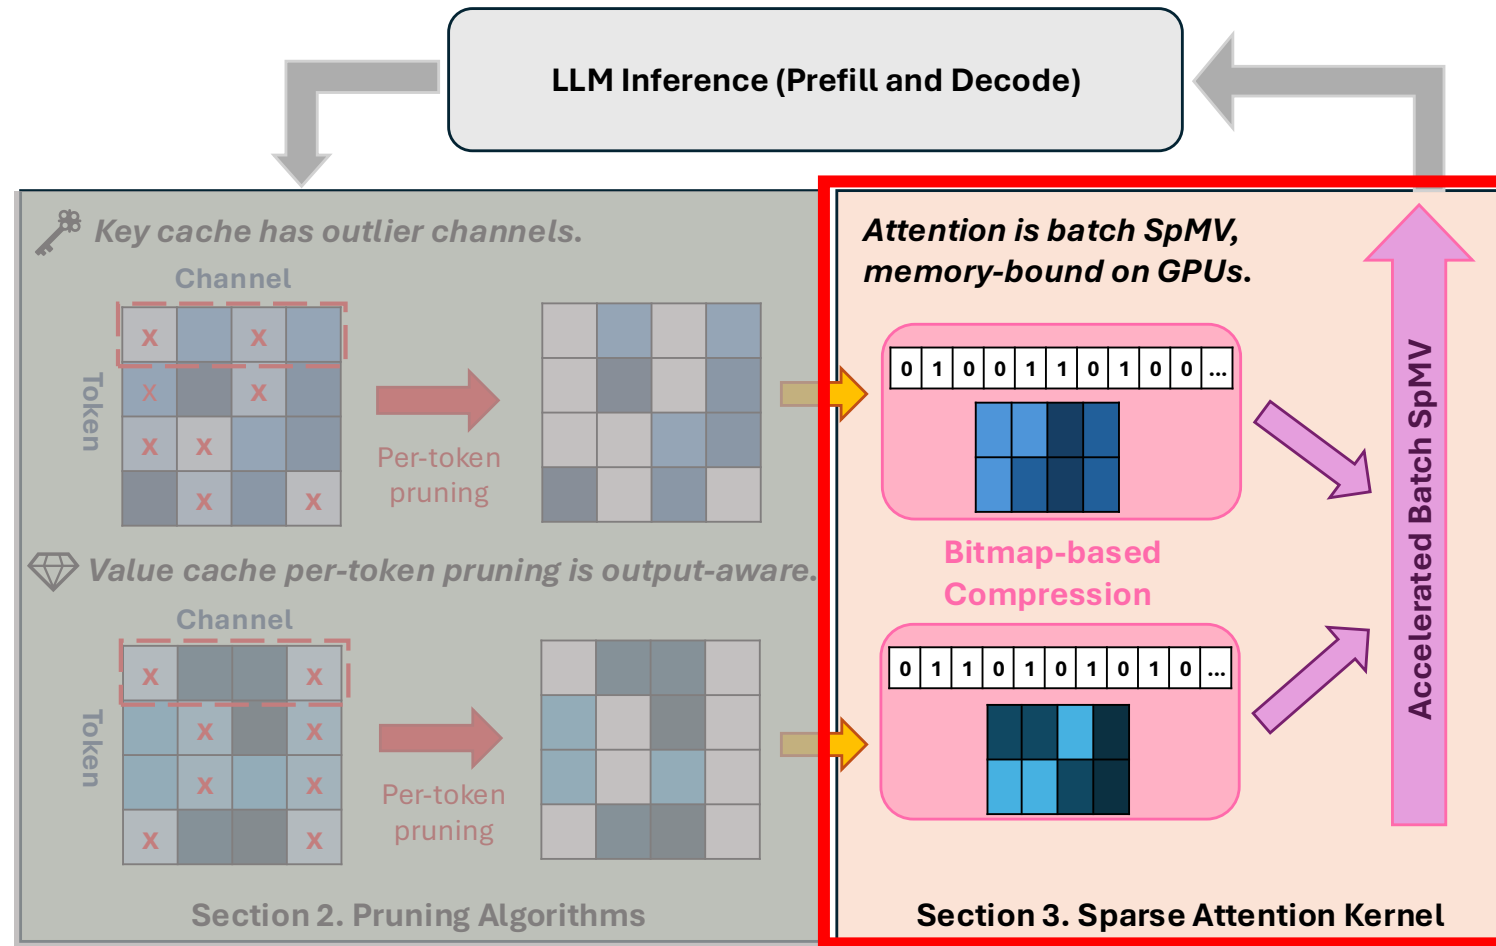 LLM Inference (Prefill and Decode)
Key cache has outlier channels.
Channel
Token
x x
x x
x x
x x
Per-token
pruning
Value cache per-token pruning is output-aware.
Channel
Token
x x
x x
x x
x x
Per-token
pruning
Section 2. Pruning Algorithms
Attention is batch SpMV,
memory-bound on GPUs.
0 1 0 0 1 1 0 1 0 0 ...
Bitmap-based
Compression
0 1 1 0 1 0 1 0 1 0 ...
Accelerated Batch SpMV
Section 3. Sparse Attention Kernel